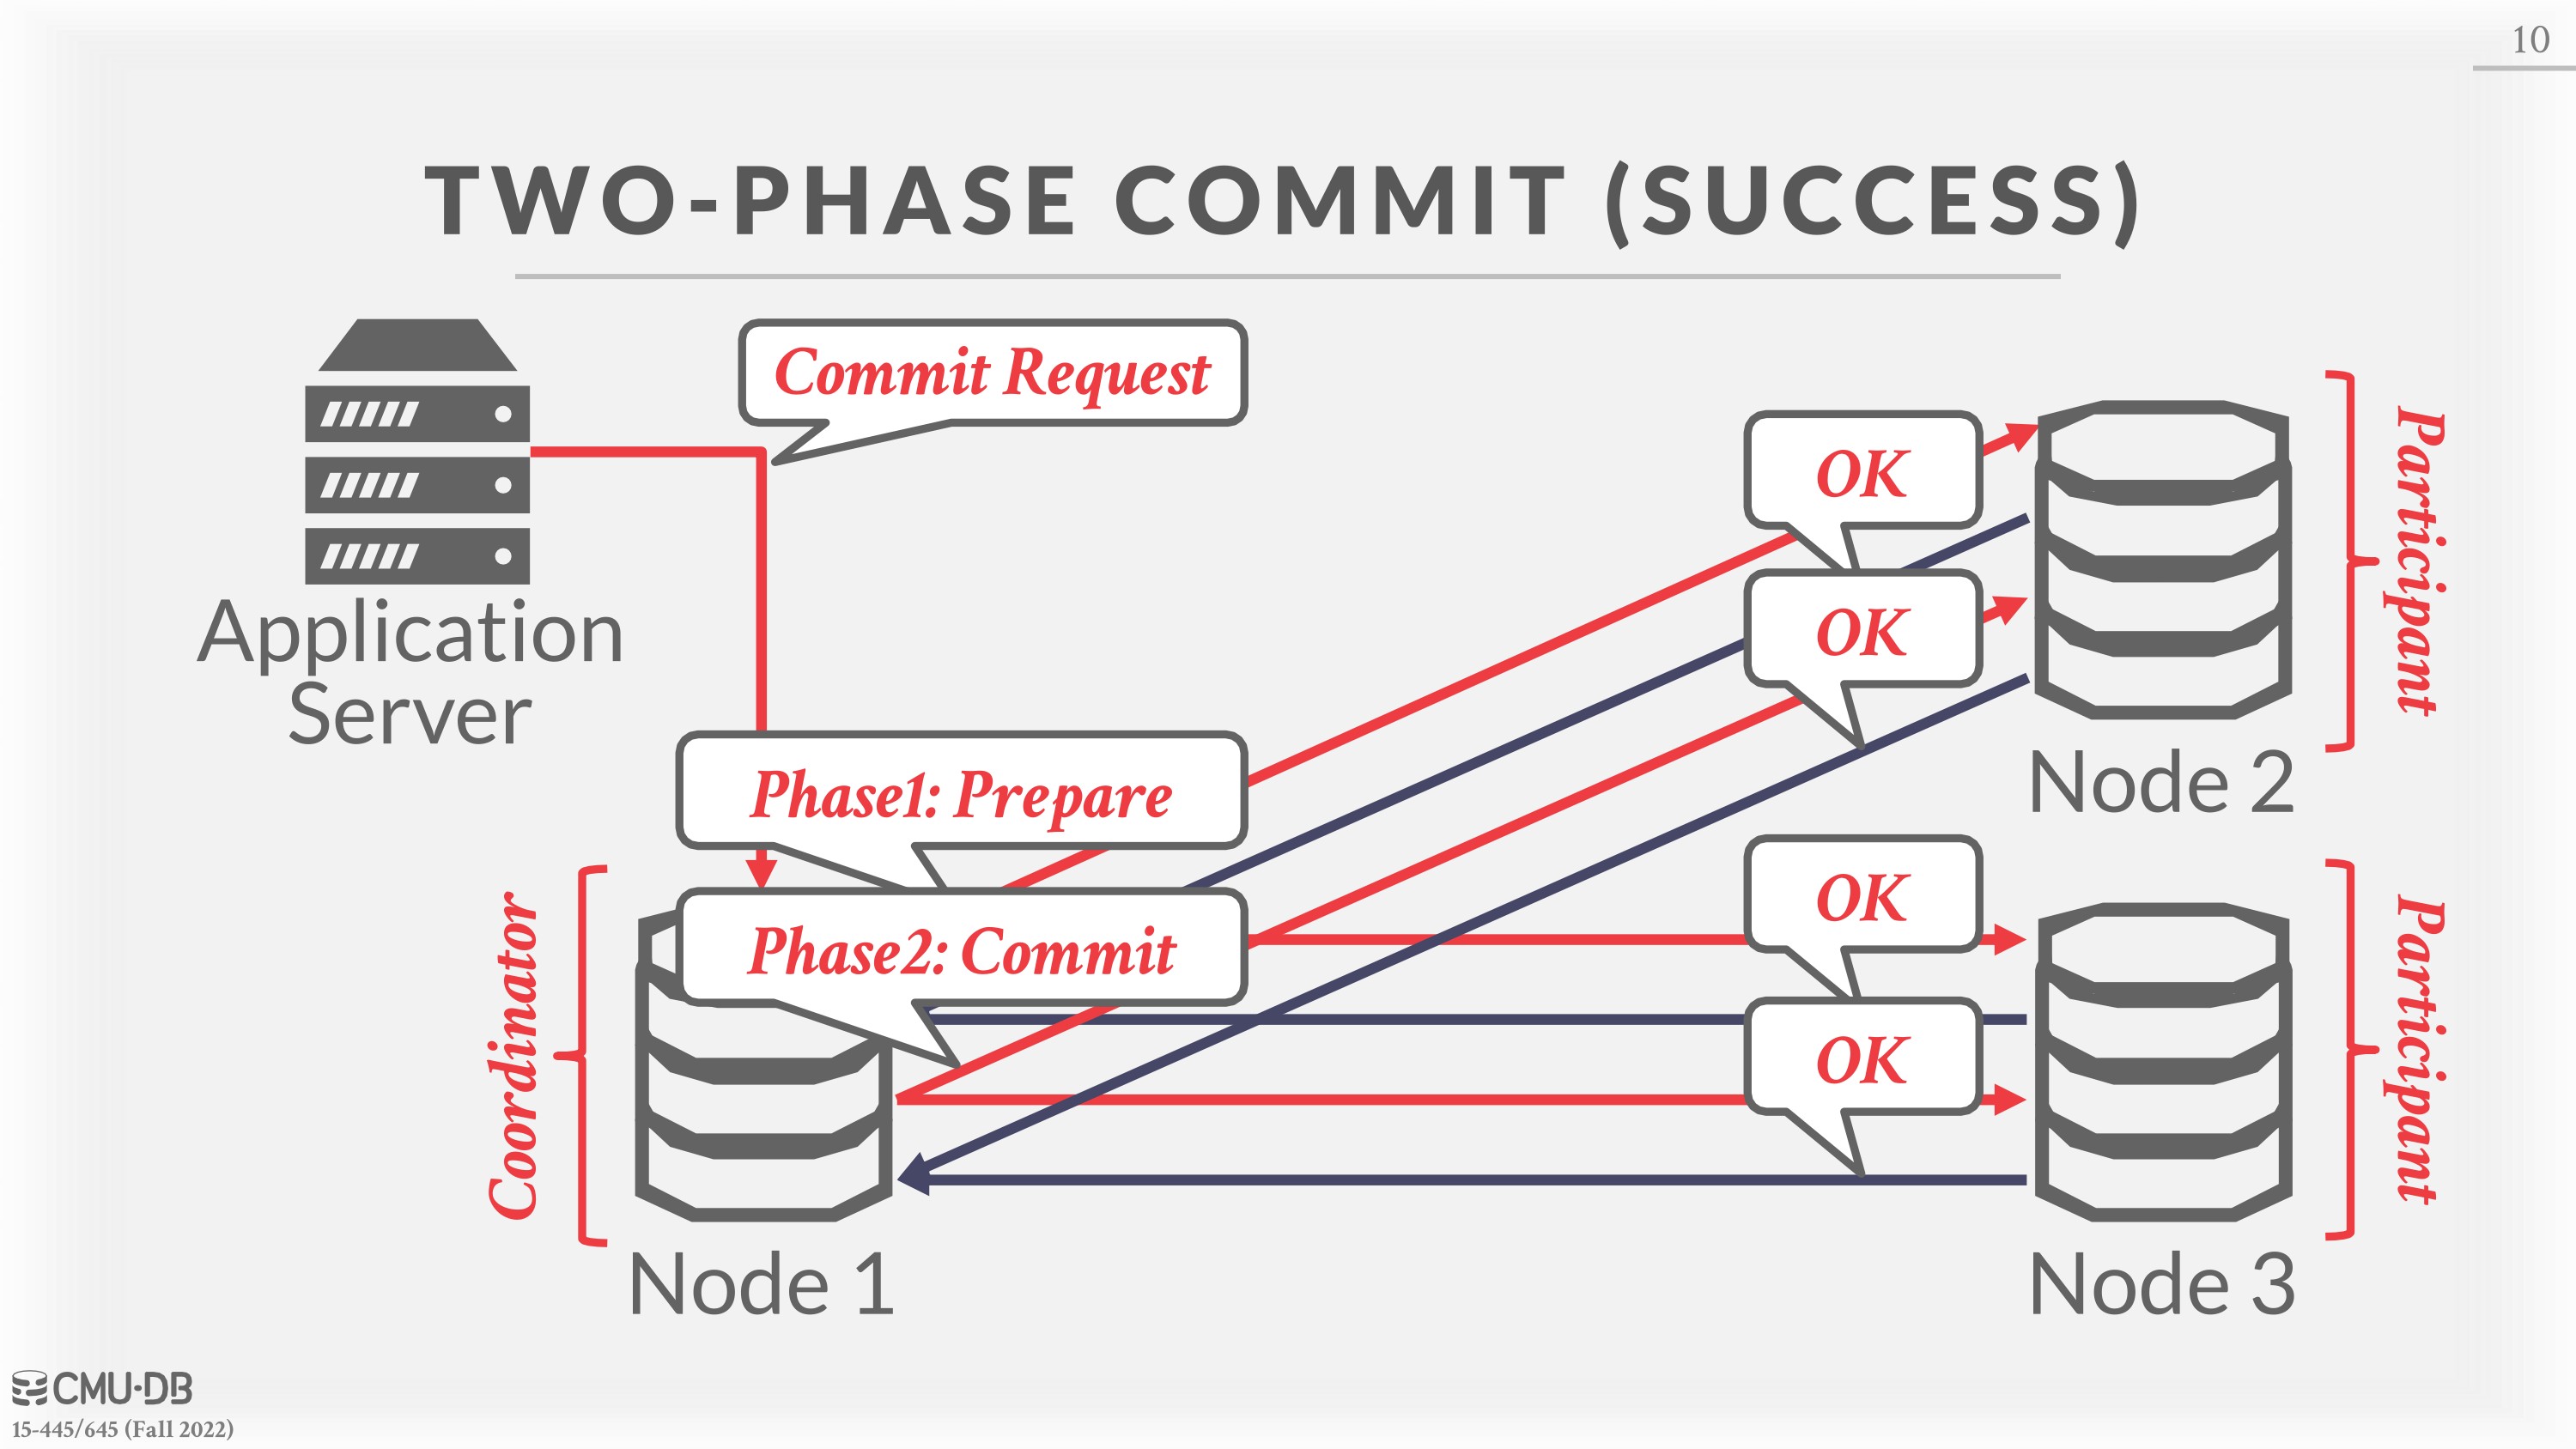 10
TWO-PHASE COMMIT (SUCCESS)
Commit Request
Application
Server
OK
OK
Participant
Node 2
Phase1: Prepare
Phase2: Commit
Coordinator
Node 1
OK
OK
Participant
Node 3
CMU·DB
15-445/645 (Fall 2022)